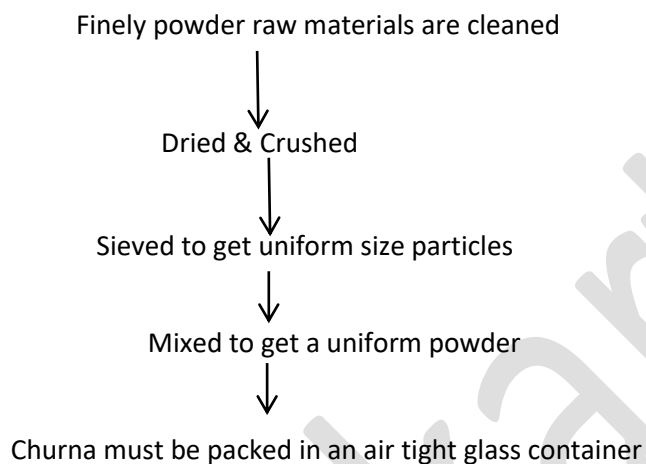 Finely powder raw materials are cleaned
Dried & Crushed
Sieved to get uniform size particles
Mixed to get a uniform powder
Churna must be packed in an air tight glass container